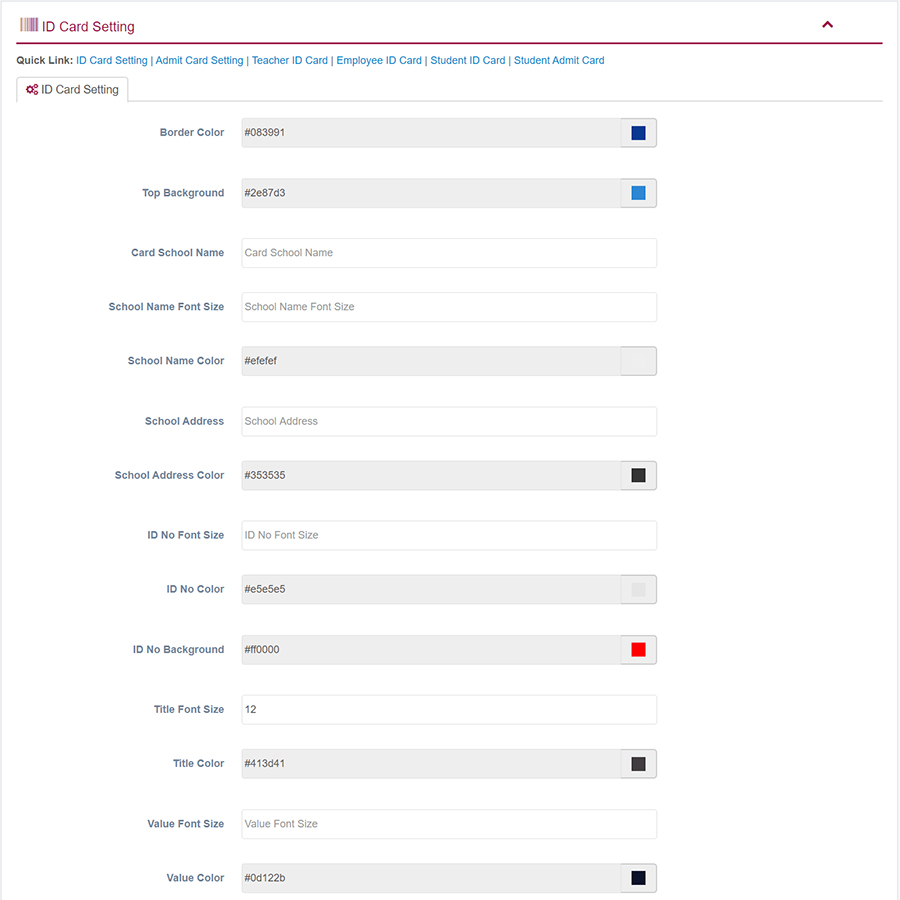 ID Card Setting
Quick Link: ID Card Setting | Admit Card Setting | Teacher ID Card | Employee ID Card | Student ID Card | Student Admit Card
ID Card Setting
Border Color #083991
Top Background #2e87d3
Card School Name Card School Name
School Name Font Size School Name Font Size
School Name Color #efefef
School Address School Address
School Address Color #353535
ID No Font Size ID No Font Size
ID No Color #e5e5e5
ID No Background #ff0000
Title Font Size 12
Title Color #413d41
Value Font Size Value Font Size
Value Color #0d122b